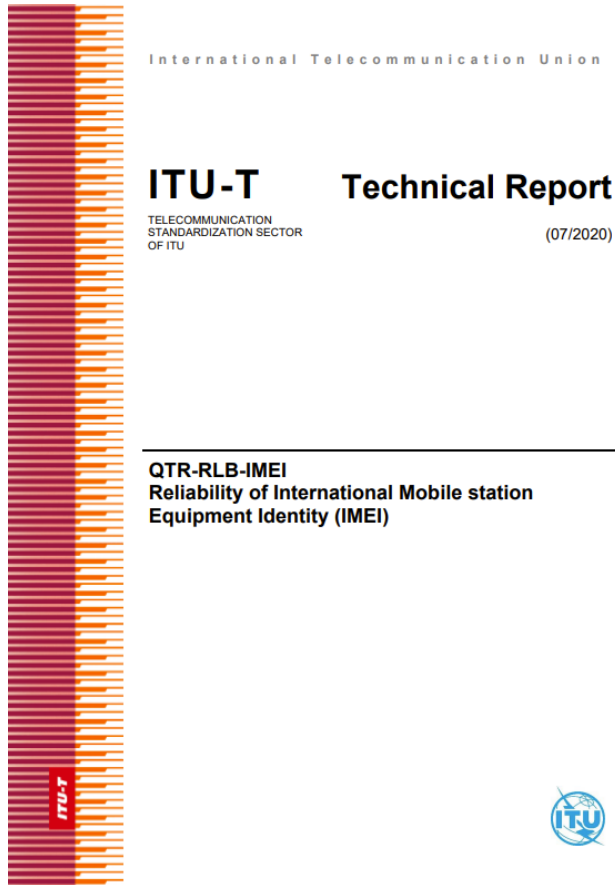 International Telecommunication Union
ITU-T
Technical Report
TELECOMMUNICATION
STANDARDIZATION SECTOR
OF ITU
(07/2020)
QTR-RLB-IMEI
Reliability of International Mobile station
Equipment Identity (IMEI)
ITU-T
ITU